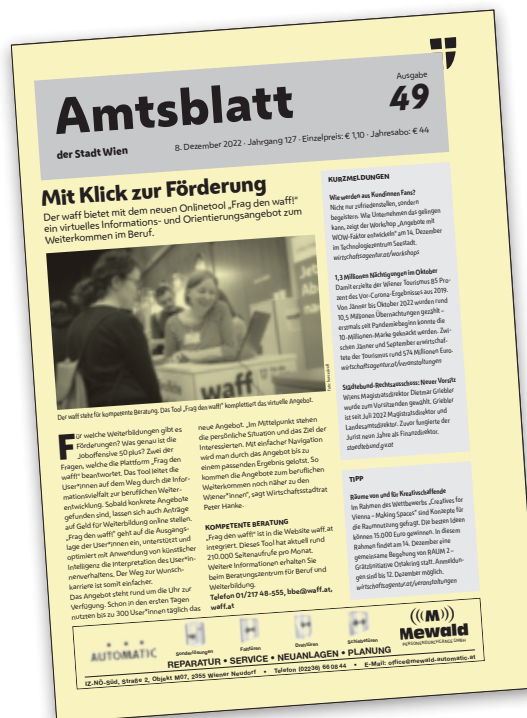 Ausgabe
49
Amtsblatt
der Stadt Wien
8. Dezember 2022 · Jahrgang 127 · Einzelpreis: € 1,10 · Jahresabo: € 44
Mit Klick zur Förderung
Der waff bietet mit dem neuen Onlinetool „Frag den waff!“
ein virtuelles Informations- und Orientierungsangebot zum
Weiterkommen im Beruf.
waff
Der waff steht für kompetente Beratung. Das Tool „Frag den waff!“ komplettiert das virtuelle Angebot.
Für welche Weiterbildungen gibt es
Förderungen? Was genau ist die
Joboffensive 50 plus? Zwei der
Fragen, welche die Plattform „Frag den
waff!“ beantwortet. Das Tool leitet die
User*innen auf dem Weg durch die Infor-
mationsvielfalt zur beruflichen Weiter-
entwicklung. Sobald konkrete Angebote
gefunden sind, lassen sich auch Anträge
auf Geld für Weiterbildung online stellen.
„Frag den waff!“ geht auf die Ausgangs-
lage der User*innen ein, unterstützt und
optimiert mit Anwendung von künstlicher
Intelligenz die Interpretation des User*in-
nenverhaltens. Der Weg zur Wunsch-
karriere ist somit einfacher.
Das Angebot steht rund um die Uhr zur
Verfügung. Schon in den ersten Tagen
nutzten bis zu 300 User*innen täglich das
neue Angebot. „Im Mittelpunkt stehen
die persönliche Situation und das Ziel der
Interessierten. Mit einfacher Navigation
wird man durch das Angebot bis zu
einem passenden Ergebnis gelotst. So
kommen die Angebote zum beruflichen
Weiterkommen noch näher zu den
Wiener*innen“, sagt Wirtschaftsstadtrat
Peter Hanke.
KOMPETENTE BERATUNG
„Frag den waff!“ ist in die Website waff.at
integriert. Dieses Tool hat aktuell rund
210.000 Seitenaufrufe pro Monat.
Weitere Informationen erhalten Sie
beim Beratungszentrum für Beruf und
Weiterbildung.
Telefon 01/217 48-555, bbe@waff.at,
waff.at
KURZMELDUNGEN
Wie werden aus Kundinnen Fans?
Nicht nur zufriedenstellen, sondern
begeistern. Wie Unternehmen das gelingen
kann, zeigt der Workshop „Angebote mit
WOW-Faktor entwickeln“ am 14. Dezember
im Technologiezentrum Seestadt.
wirtschaftsagentur.at/workshops
1,3 Millionen Nächtigungen im Oktober
Damit erzielte der Wiener Tourismus 85 Pro-
zent des Vor-Corona-Ergebnisses aus 2019.
Von Jänner bis Oktober 2022 wurden rund
10,5 Millionen Übernachtungen gezählt –
erstmals seit Pandemiebeginn konnte die
10-Millionen-Marke geknackt werden. Zwi-
schen Jänner und September erwirtschaf-
tete der Tourismus rund 574 Millionen Euro.
wirtschaftsagentur.at/veranstaltungen
Städtebund-Rechtsausschuss: Neuer Vorsitz
Wiens Magistratsdirektor Dietmar Griebler
wurde zum Vorsitzenden gewählt. Griebler
ist seit Juli 2022 Magistratsdirektor und
Landesamtsdirektor. Zuvor fungierte der
Jurist neun Jahre als Finanzdirektor.
staedtebund.gv.at
TIPP
Räume von und für Kreativschaffende
Im Rahmen des Wettbewerbs „Creatives for
Vienna – Making Spaces“ sind Konzepte für
die Raumnutzung gefragt. Die besten Ideen
können 15.000 Euro gewinnen. In diesem
Rahmen findet am 14. Dezember eine
gemeinsame Begehung von RAUM 2 –
Grätzlinitiative Ottakring statt. Anmeldun-
gen sind bis 12. Dezember möglich.
wirtschaftsagentur.at/veranstaltungen
AUTOMATIC
Sonderlösungen
Falttüren
Drehtüren
Schiebetüren
((M))
Mewald
REPARATUR • SERVICE • NEUANLAGEN • PLANUNG
IZ-NÖ-Süd, Straße 2, Objekt M07, 2355 Wiener Neudorf • Telefon (02236) 660844 • E-Mail: office@mewald-automatic.at